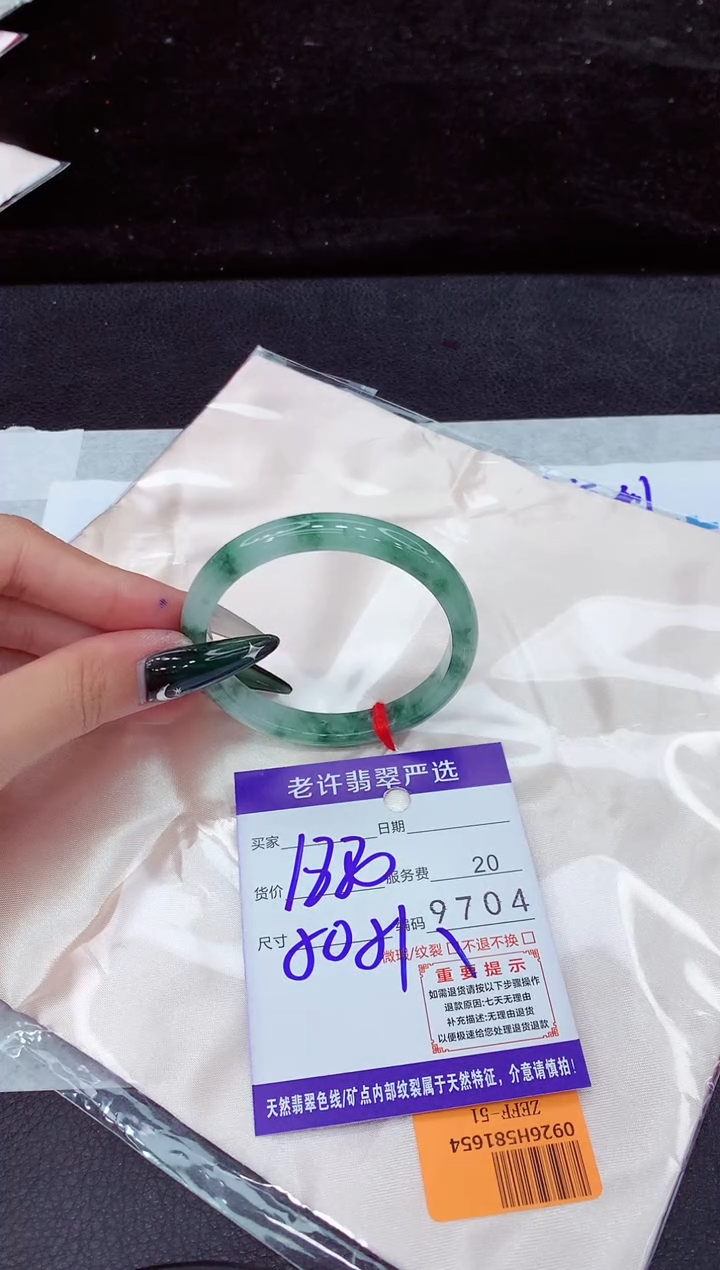 老许翡翠严选
买家 日期
货价 服务费 20
尺寸 编码 9704
微瑕/纹裂 □ 不退不换 □
重要提示
如需退货请按以下步骤操作
退款原因:七天无理由
补充描述:无理由退货
以便极速给您处理退货退款
天然翡翠色线/矿点内部纹裂属于天然特征，介意请慎拍！
ZEFF-51
0926H581654